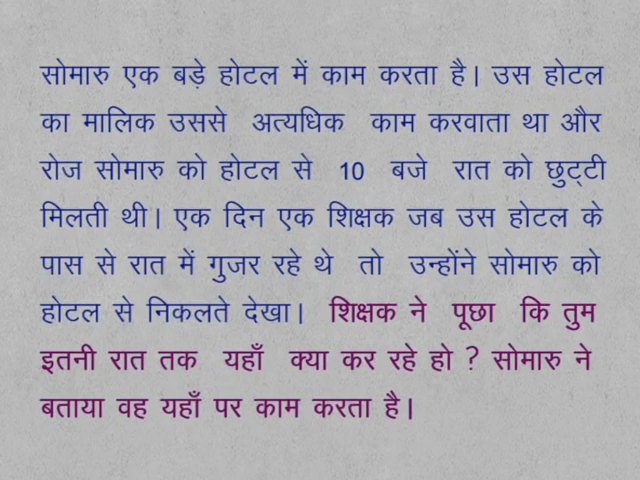 सोमारु एक बड़े होटल में काम करता है। उस होटल
का मालिक उससे अत्यधिक काम करवाता था और
रोज सोमारु को होटल से 10 बजे रात को छुट्टी
मिलती थी। एक दिन एक शिक्षक जब उस होटल के
पास से रात में गुजर रहे थे तो उन्होंने सोमारु को
होटल से निकलते देखा। शिक्षक ने पूछा कि तुम
इतनी रात तक यहाँ क्या कर रहे हो ? सोमारु ने
बताया वह यहाँ पर काम करता है।